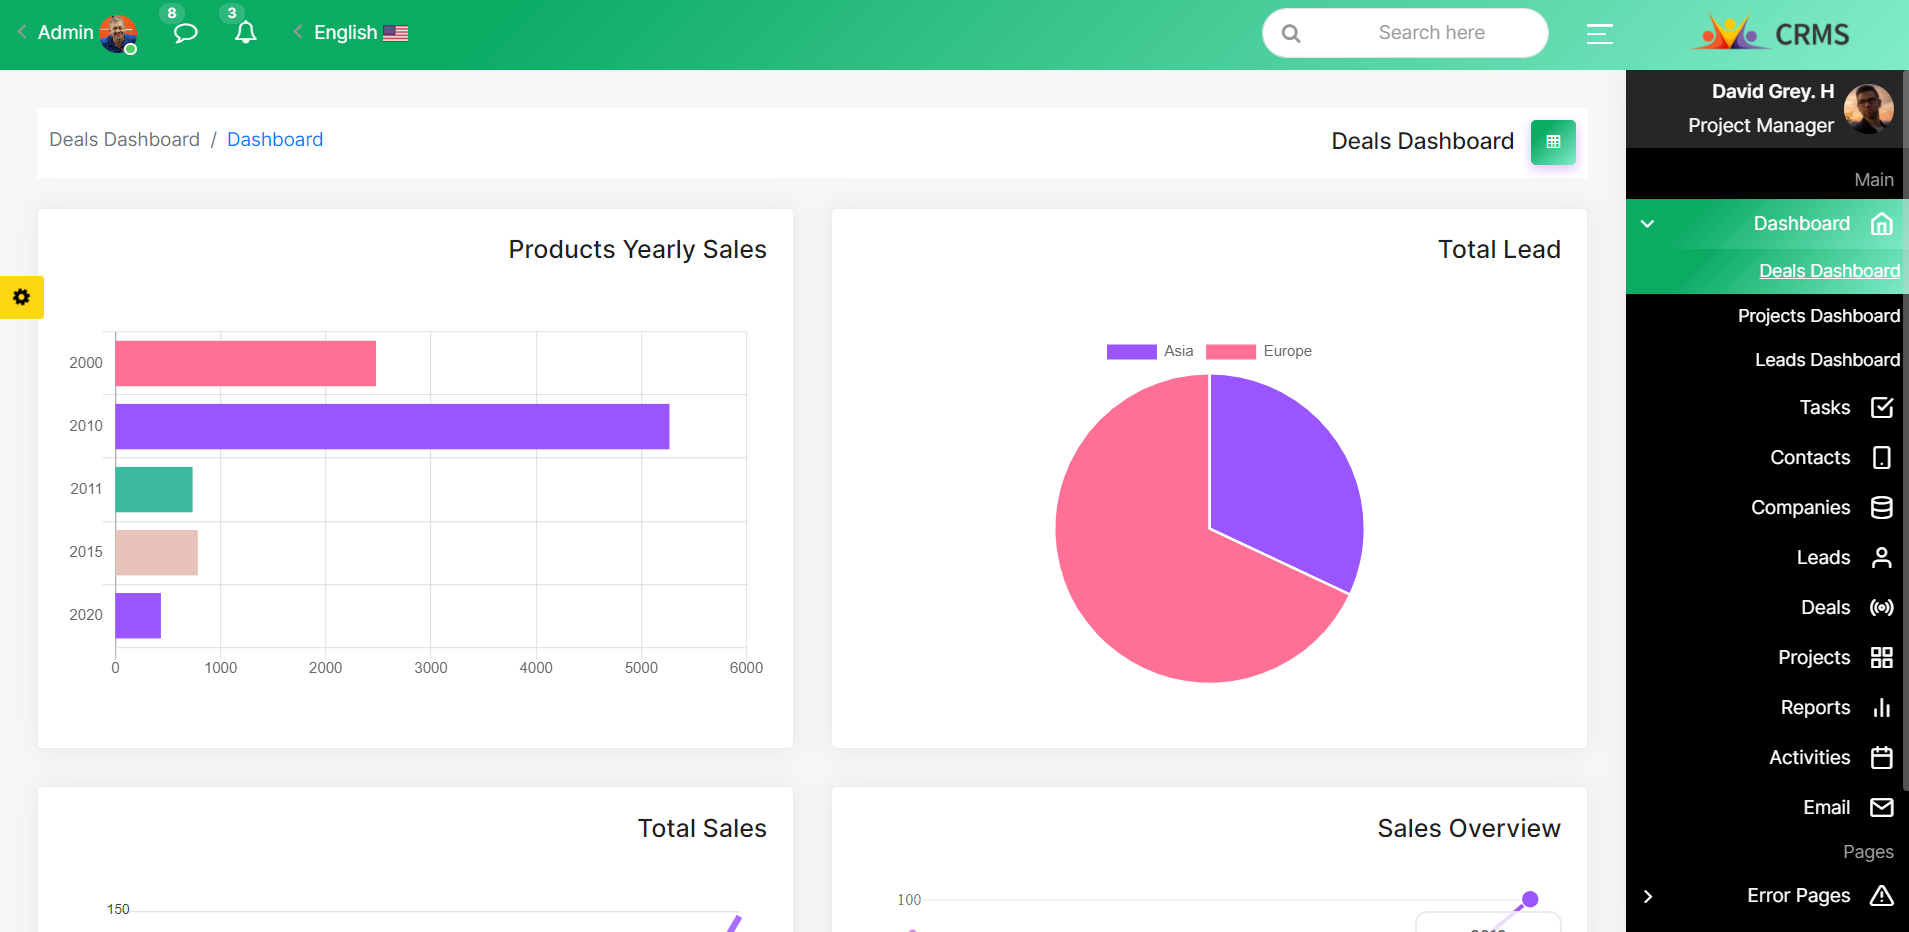 Admin
8
3
English
Search here
CRMS
David Grey. H
Project Manager
Main
Dashboard
Deals Dashboard
Projects Dashboard
Leads Dashboard
Tasks
Contacts
Companies
Leads
Deals
Projects
Reports
Activities
Email
Pages
Error Pages
Deals Dashboard / Dashboard
Deals Dashboard
Products Yearly Sales
2000
2010
2011
2015
2020
0 1000 2000 3000 4000 5000 6000
Total Lead
Asia Europe
Total Sales
150
Sales Overview
100